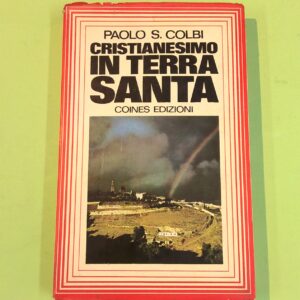 PAOLO S. COLBI
CRISTIANESIMO
IN TERRA
SANTA
COINES EDIZIONI